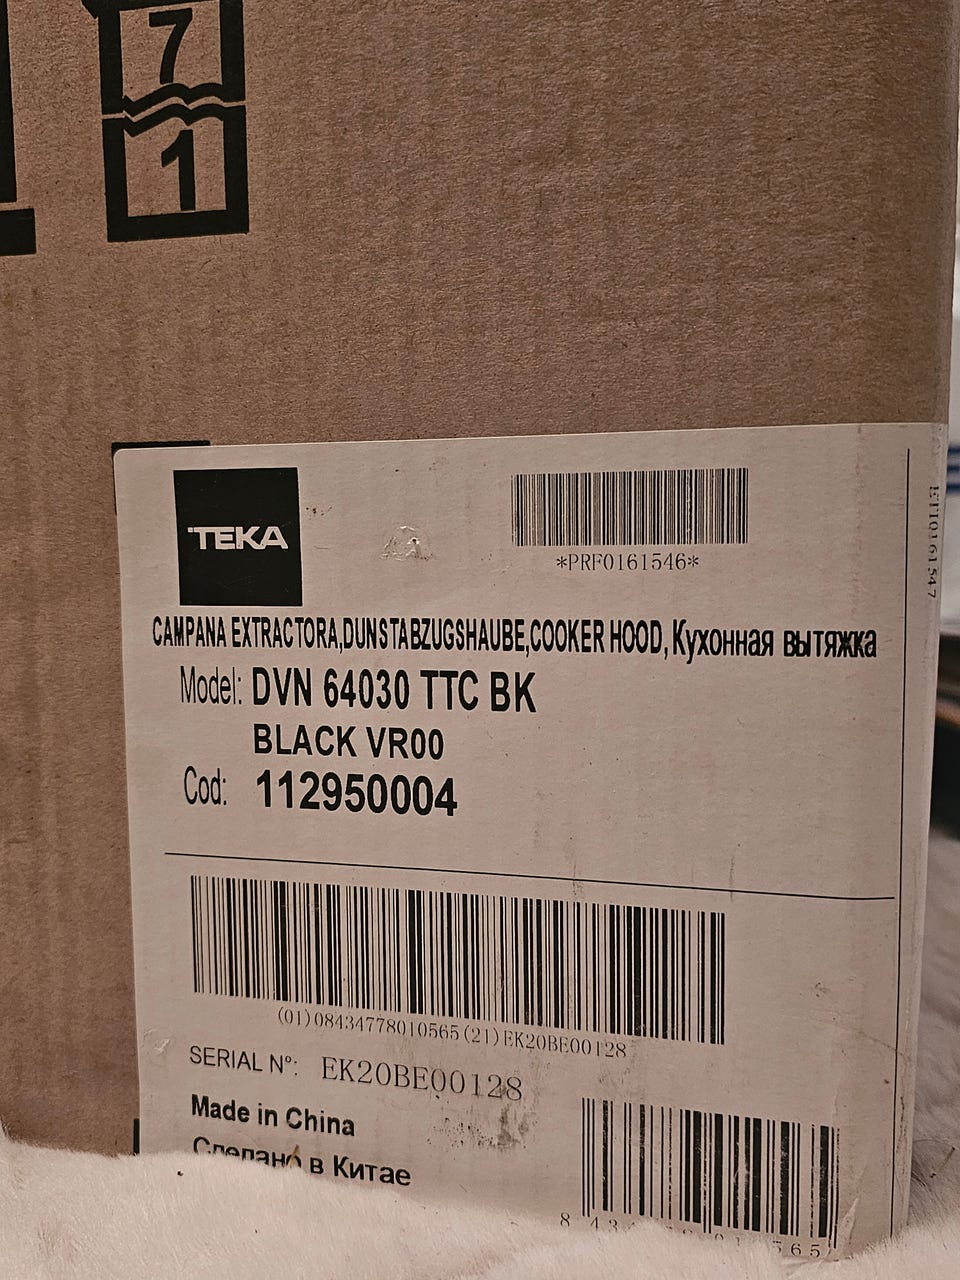 7
1
TEKA
*PRF0161546*
CAMPANA EXTRACTORA,DUNSTABZUGSHAUBE,COOKER HOOD, Кухонная вытяжка
Model: DVN 64030 TTC BK
BLACK VR00
Cod: 112950004
(01)08434778010565(21)EK20BE00128
SERIAL Nº: EK20BE00128
Made in China
Сделано в Китае